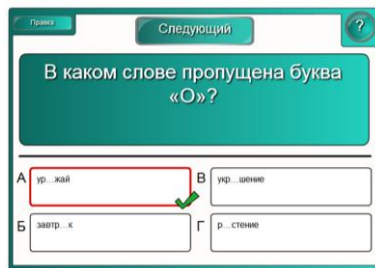 Правка
Следующий
?
В каком слове пропущена буква
«О»?
А ур...жай
В укр...шение
Б завтр...к
Г р...стение